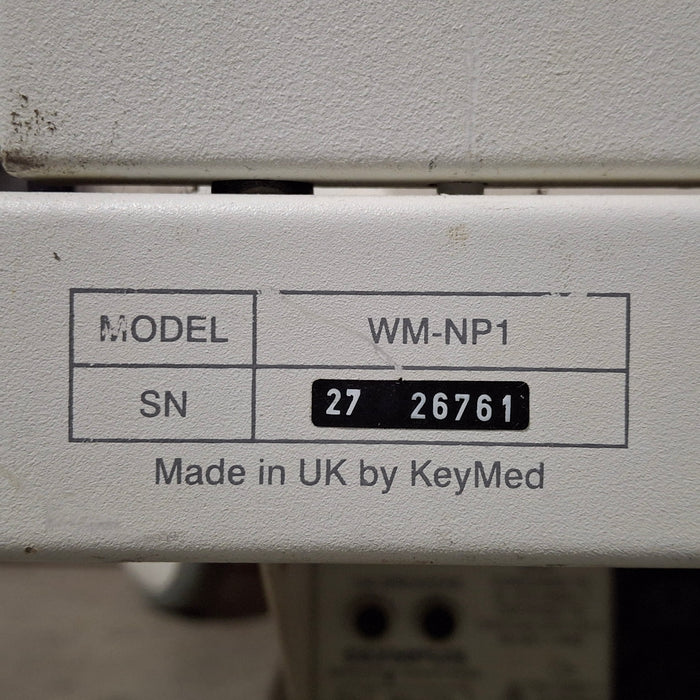 MODEL WM-NP1
SN 27 26761
Made in UK by KeyMed